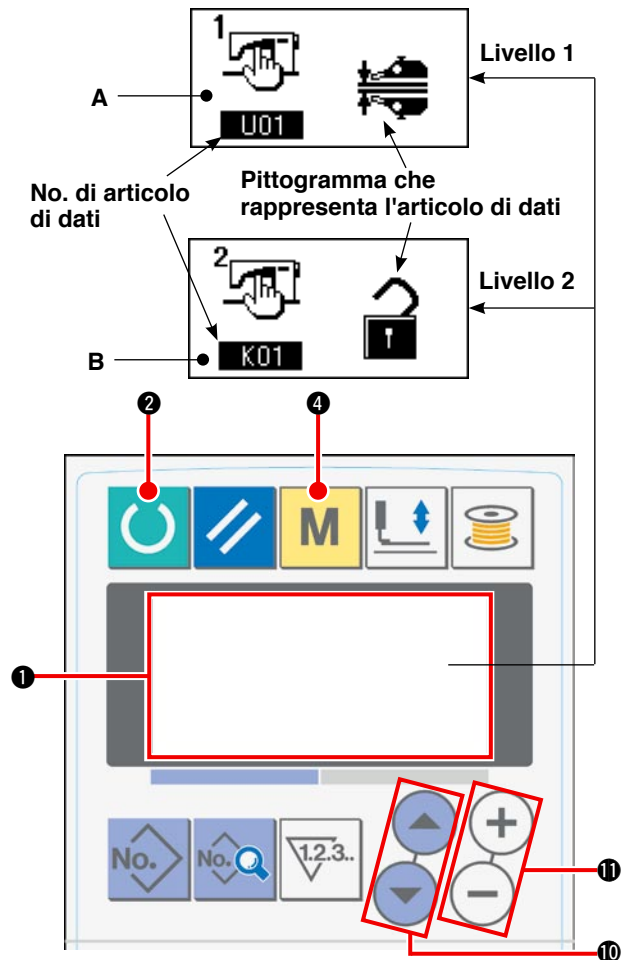 1
Livello 1
A
U01
No. di articolo
di dati
Pittogramma che
rappresenta l'articolo di dati
2
Livello 2
B
K01
❷
❹
M
❶
No.
No.
1.2.3..
+
−
⓫
❿